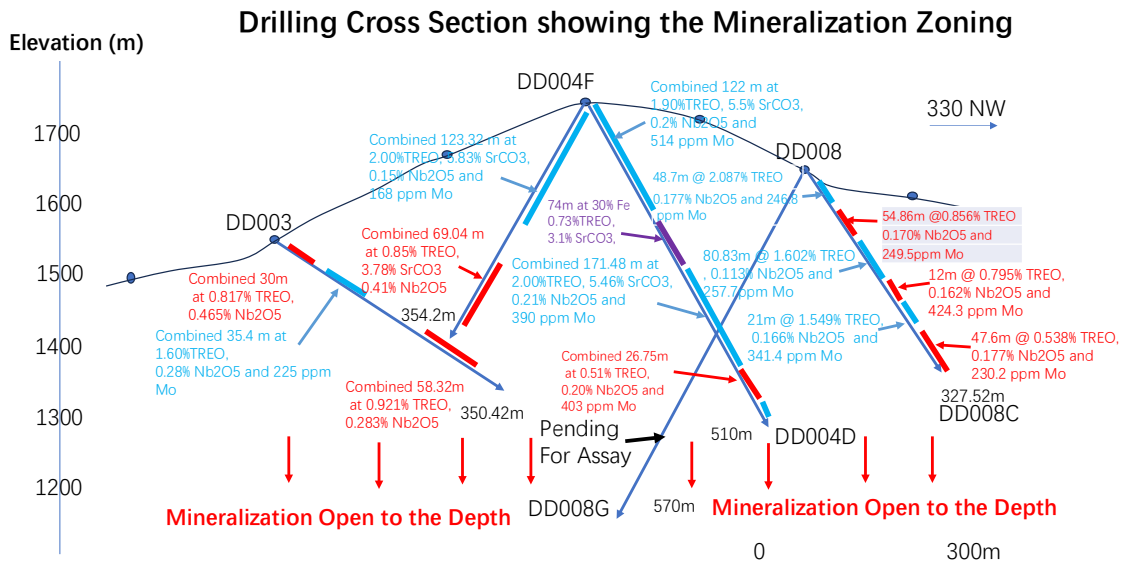 Drilling Cross Section showing the Mineralization Zoning
Elevation (m)
1700
1600
1500
1400
1300
1200
DD004F
Combined 122 m at
1.90%TREO, 5.5% SrCO3,
0.2% Nb2O5 and
514 ppm Mo
330 NW
Combined 123.32 m at
2.00%TREO, 5.83% SrCO3,
0.15% Nb2O5 and
168 ppm Mo
DD008
48.7m @ 2.087% TREO
0.177% Nb2O5 and 246.8
ppm Mo
74m at 30% Fe
0.73%TREO,
3.1% SrCO3,
DD003
54.86m @0.856% TREO
0.170% Nb2O5 and
249.5ppm Mo
Combined 69.04 m
at 0.85% TREO,
3.78% SrCO3
0.41% Nb2O5
354.2m
Combined 30m
at 0.817% TREO,
0.465% Nb2O5
80.83m @ 1.602% TREO
, 0.113% Nb2O5 and
257.7ppm Mo
Combined 171.48 m at
2.00%TREO, 5.46% SrCO3,
0.21% Nb2O5 and
390 ppm Mo
12m @ 0.795% TREO,
0.162% Nb2O5 and
424.3 ppm Mo
Combined 35.4 m at
1.60%TREO,
0.28% Nb2O5 and 225 ppm
Mo
21m @ 1.549% TREO,
0.166% Nb2O5 and
341.4 ppm Mo
47.6m @ 0.538% TREO,
0.177% Nb2O5 and
230.2 ppm Mo
Combined 26.75m
at 0.51% TREO,
0.20% Nb2O5 and
403 ppm Mo
Combined 58.32m
at 0.921% TREO,
0.283% Nb2O5
350.42m
327.52m
DD008C
Pending
For Assay
510m
DD004D
DD008G
570m
Mineralization Open to the Depth
Mineralization Open to the Depth
0
300m